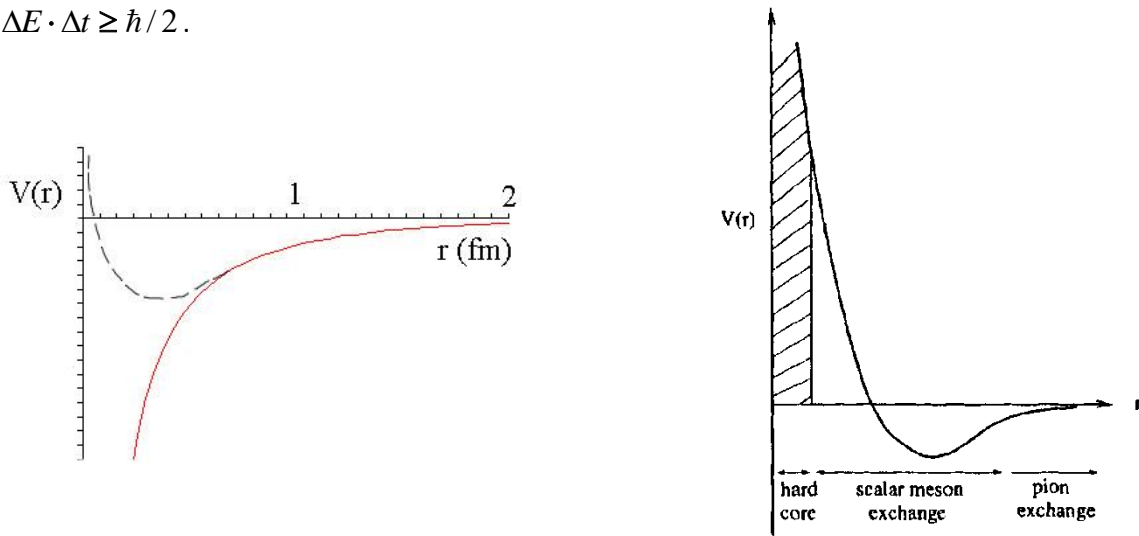 ΔE · Δt ≥ ħ / 2 .
V(r)
1
2
r (fm)
V(r)
r
hard
core
scalar meson
exchange
pion
exchange